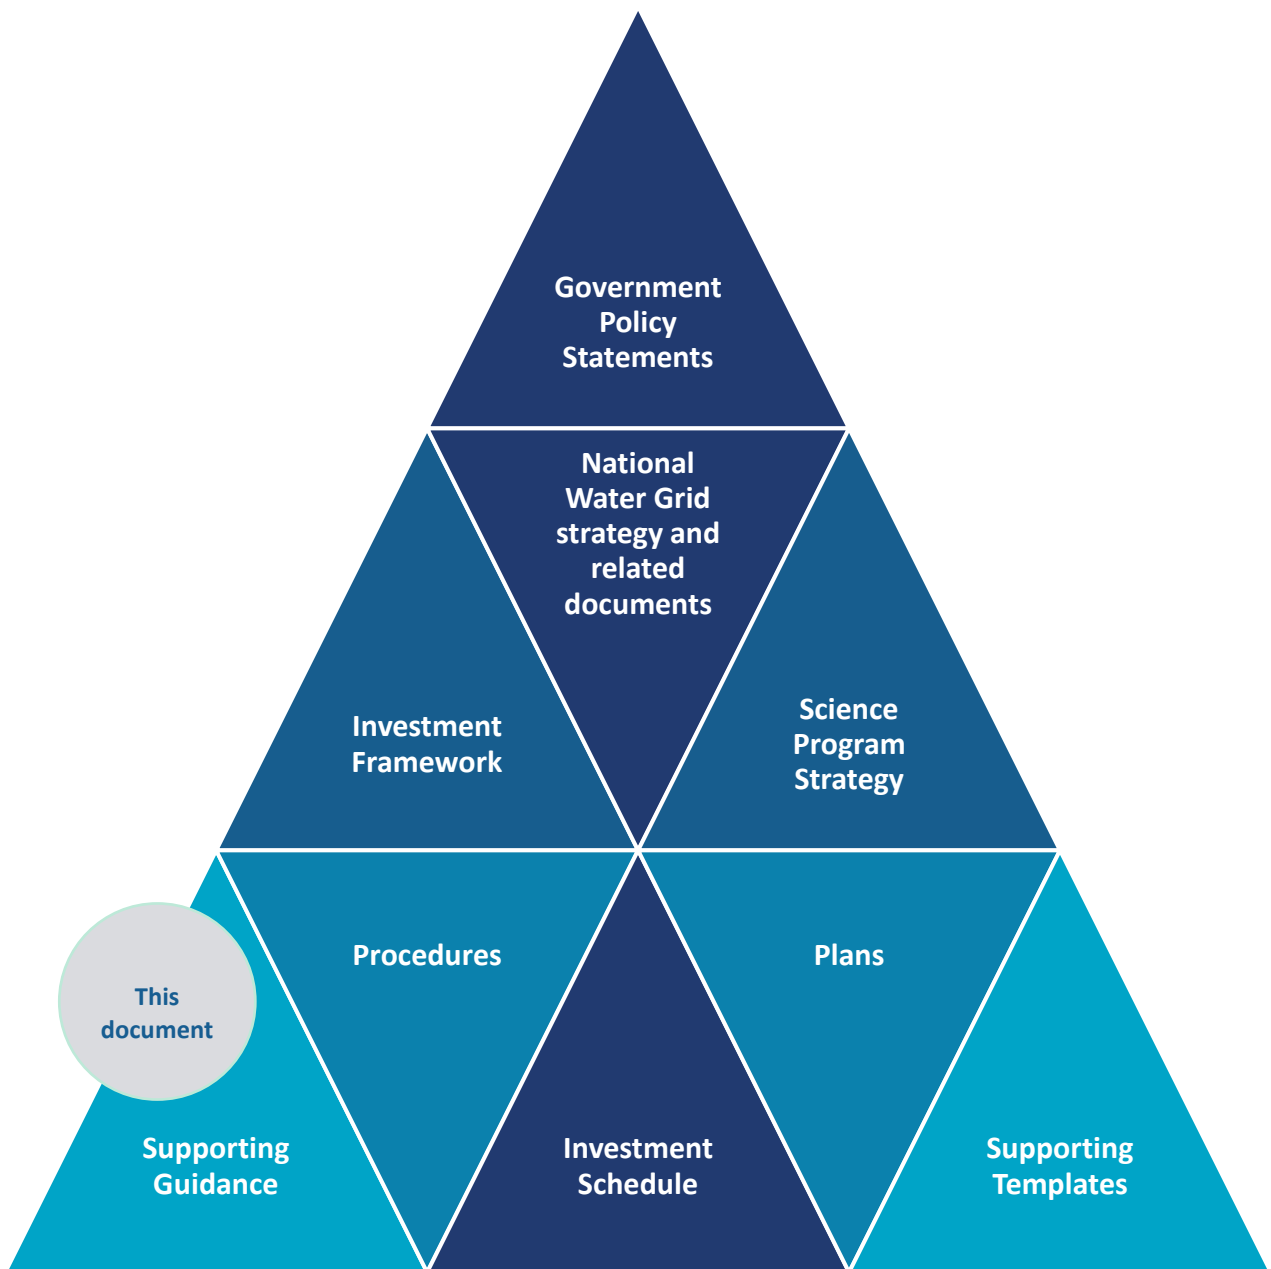 Government
Policy
Statements
National
Water Grid
strategy and
related
documents
Investment
Framework
Science
Program
Strategy
Procedures
Plans
This
document
Supporting
Guidance
Investment
Schedule
Supporting
Templates